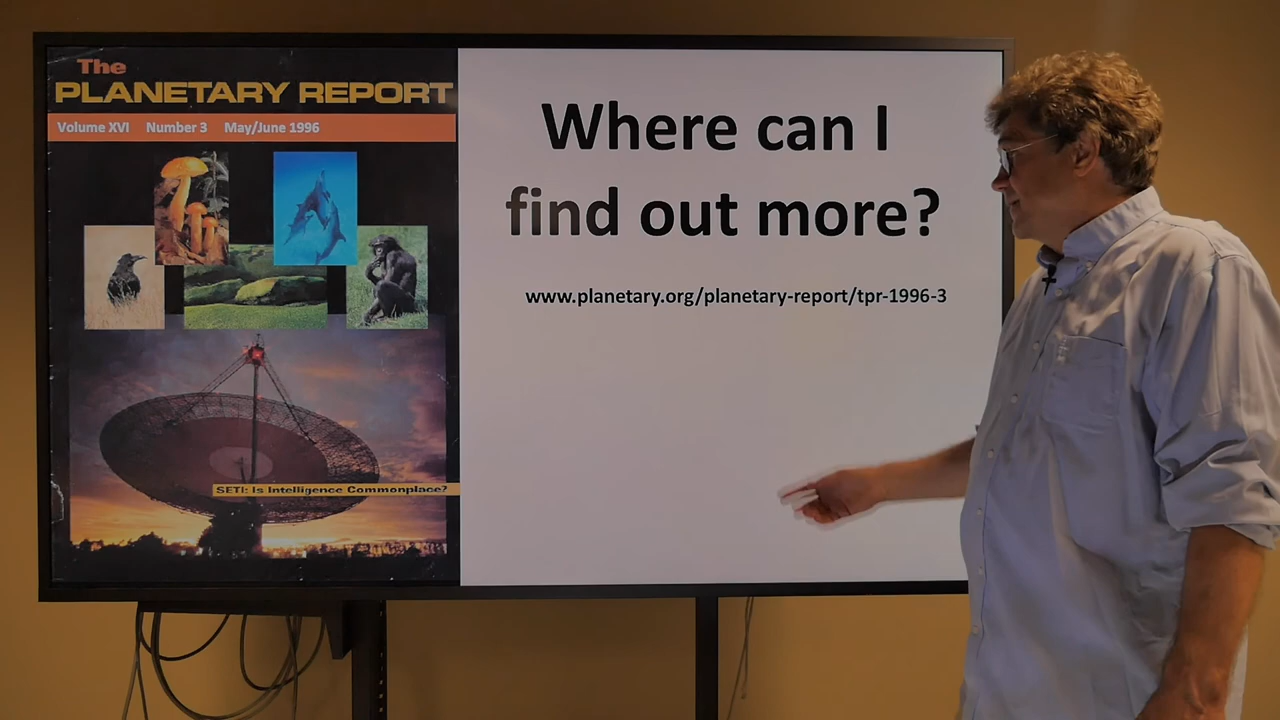 The
PLANETARY REPORT
Volume XVI Number 3 May/June 1996
SETI: Is Intelligence Commonplace?
Where can I
find out more?
www.planetary.org/planetary-report/tpr-1996-3